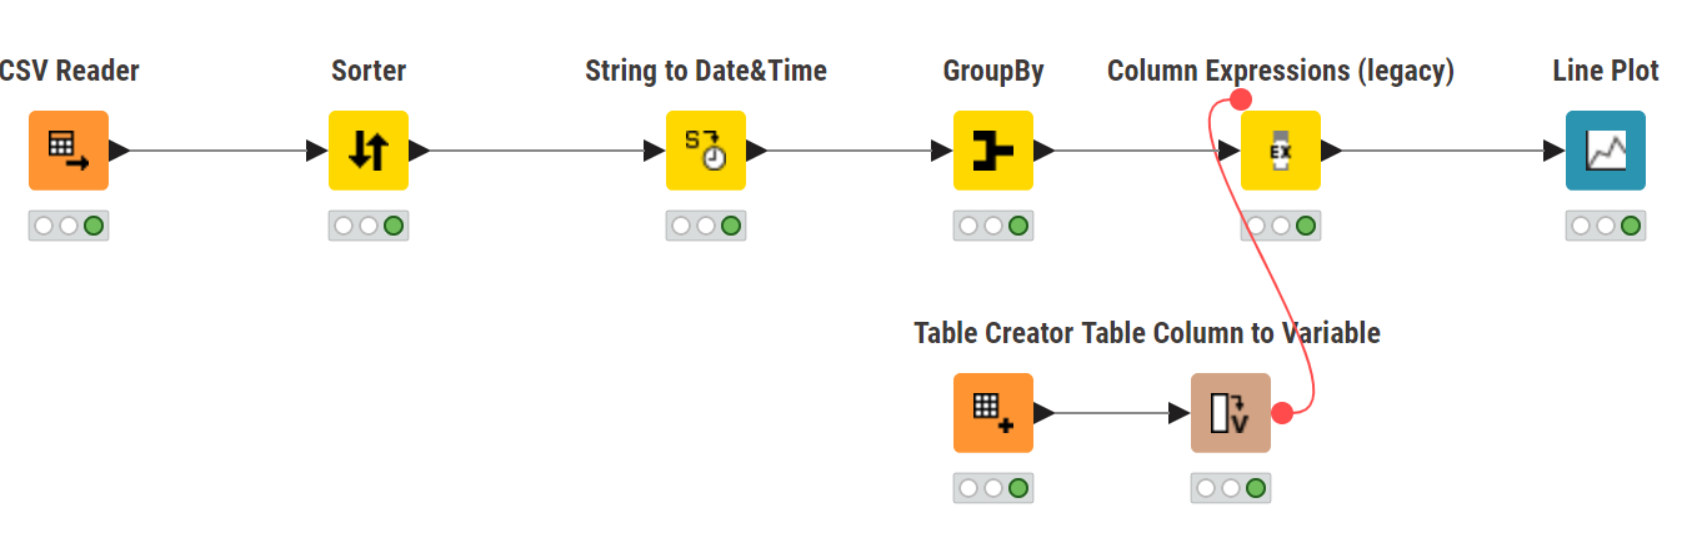 CSV Reader
Sorter
String to Date&Time
GroupBy
Column Expressions (legacy)
Line Plot
S
EX
Table Creator
Table Column to Variable
V